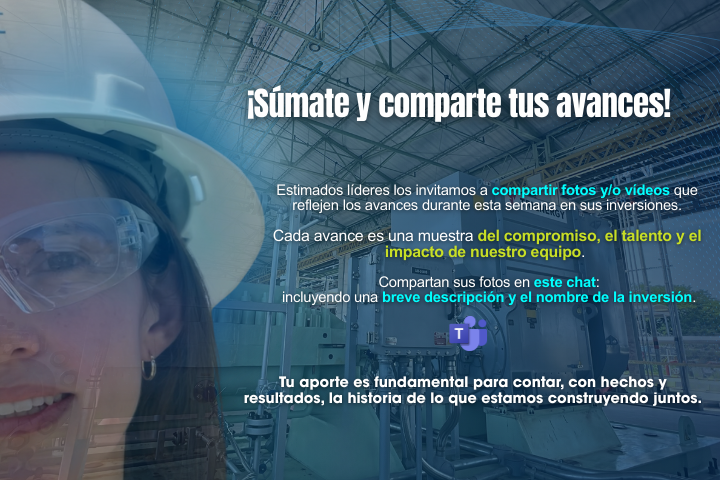 ¡Súmate y comparte tus avances!
Estimados líderes los invitamos a compartir fotos y/o vídeos que
reflejen los avances durante esta semana en sus inversiones.
Cada avance es una muestra del compromiso, el talento y el
impacto de nuestro equipo.
Compartan sus fotos en este chat:
incluyendo una breve descripción y el nombre de la inversión.
T
Tu aporte es fundamental para contar, con hechos y
resultados, la historia de lo que estamos construyendo juntos.